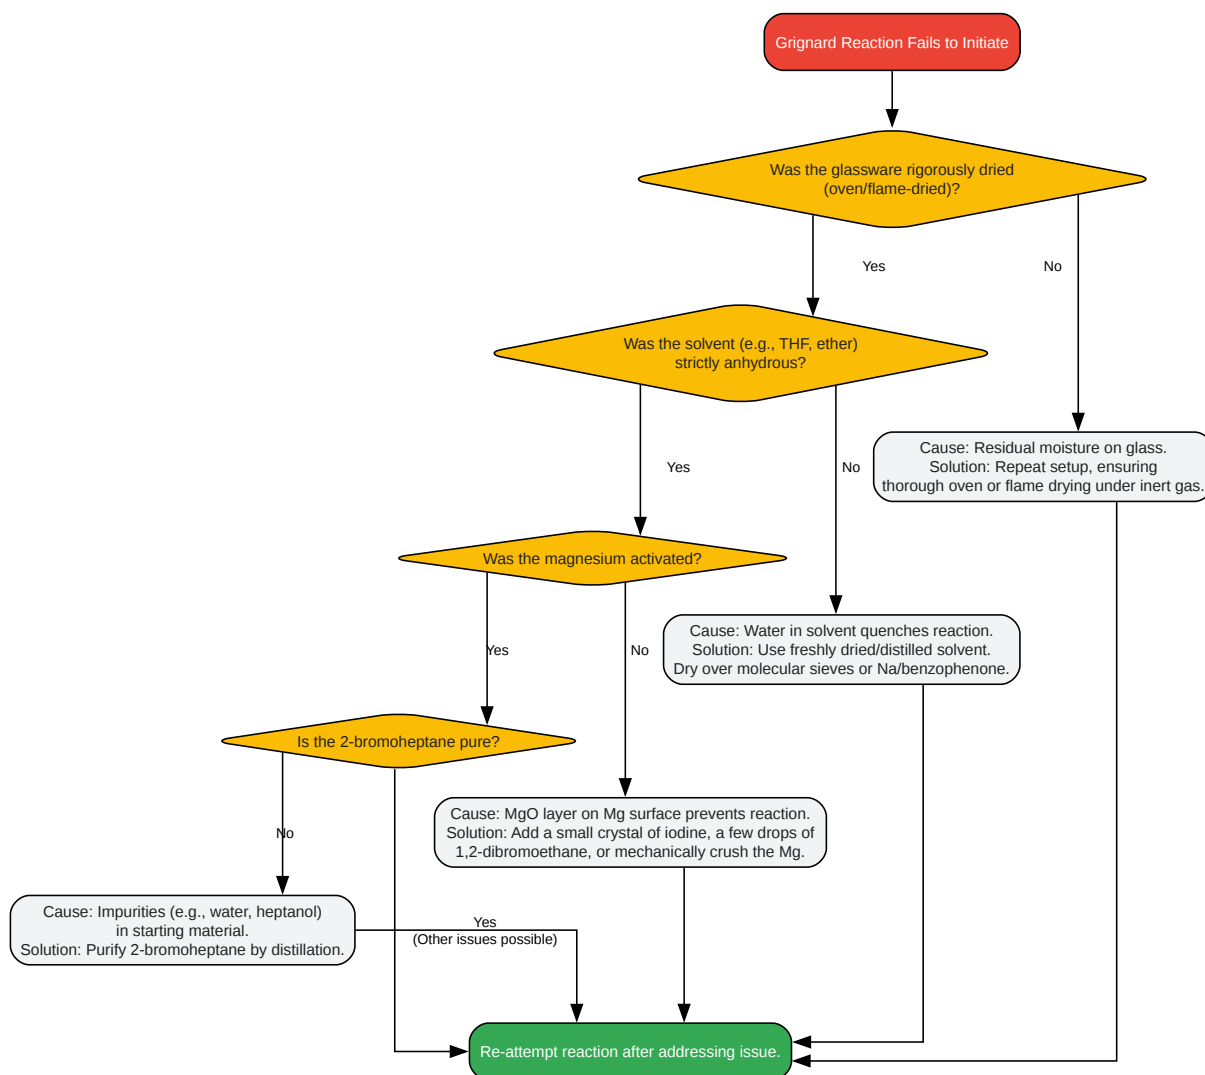 Grignard Reaction Fails to Initiate
Was the glassware rigorously dried
(oven/flame-dried)?
Yes
No
Was the solvent (e.g., THF, ether)
strictly anhydrous?
Yes
No
Cause: Residual moisture on glass.
Solution: Repeat setup, ensuring
thorough oven or flame drying under inert gas.
Was the magnesium activated?
Yes
No
Cause: Water in solvent quenches reaction.
Solution: Use freshly dried/distilled solvent.
Dry over molecular sieves or Na/benzophenone.
Is the 2-bromoheptane pure?
No
Cause: MgO layer on Mg surface prevents reaction.
Solution: Add a small crystal of iodine, a few drops of
1,2-dibromoethane, or mechanically crush the Mg.
Cause: Impurities (e.g., water, heptanol)
in starting material.
Solution: Purify 2-bromoheptane by distillation.
Yes
(Other issues possible)
Re-attempt reaction after addressing issue.